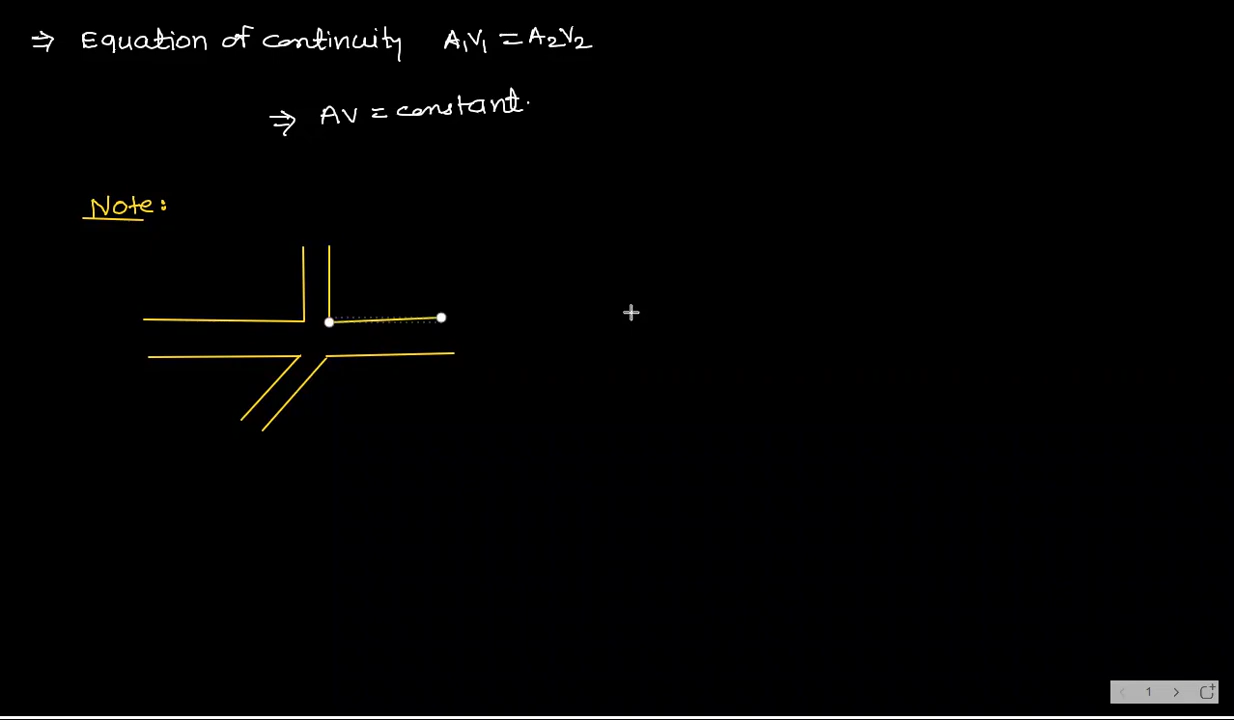 ⇒ Equation of continuity A₁V₁ = A₂V₂
⇒ AV = constant.
Note:
1